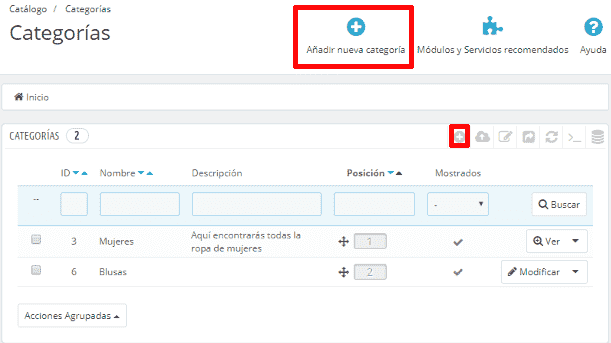 Catálogo / Categorías
Categorías
Añadir nueva categoría
Módulos y Servicios recomendados
Ayuda
Inicio
CATEGORÍAS 2
ID Nombre Descripción Posición Mostrados
-- - Buscar
3 Mujeres Aquí encontrarás todas la 1 Ver
ropa de mujeres
6 Blusas 2 Modificar
Acciones Agrupadas